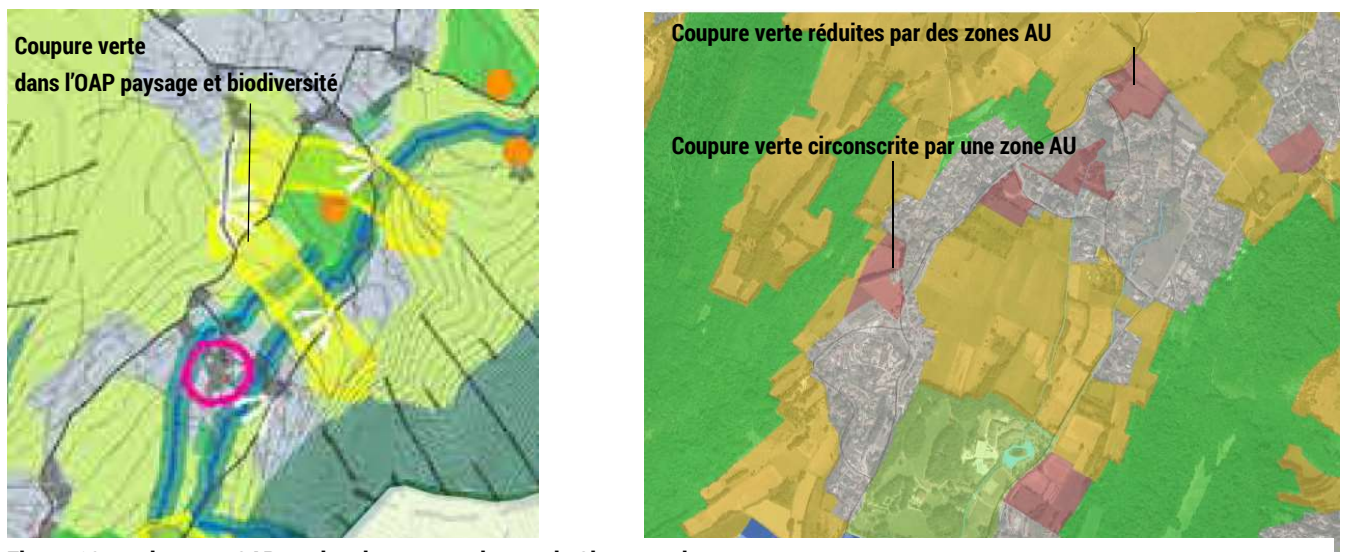 Coupure verte
dans l'OAP paysage et biodiversité
Coupure verte réduites par des zones AU
Coupure verte circonscrite par une zone AU